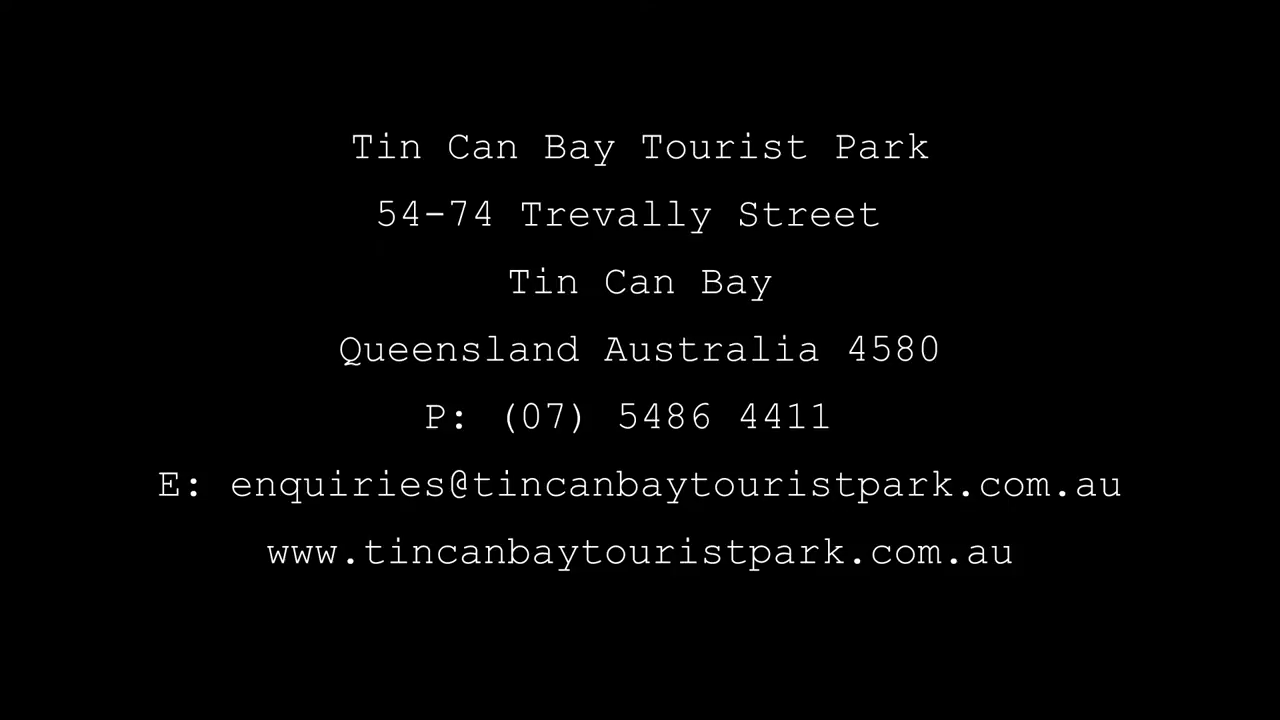 Tin Can Bay Tourist Park
54-74 Trevally Street
Tin Can Bay
Queensland Australia 4580
P: (07) 5486 4411
E: enquiries@tincanbaytouristpark.com.au
www.tincanbaytouristpark.com.au